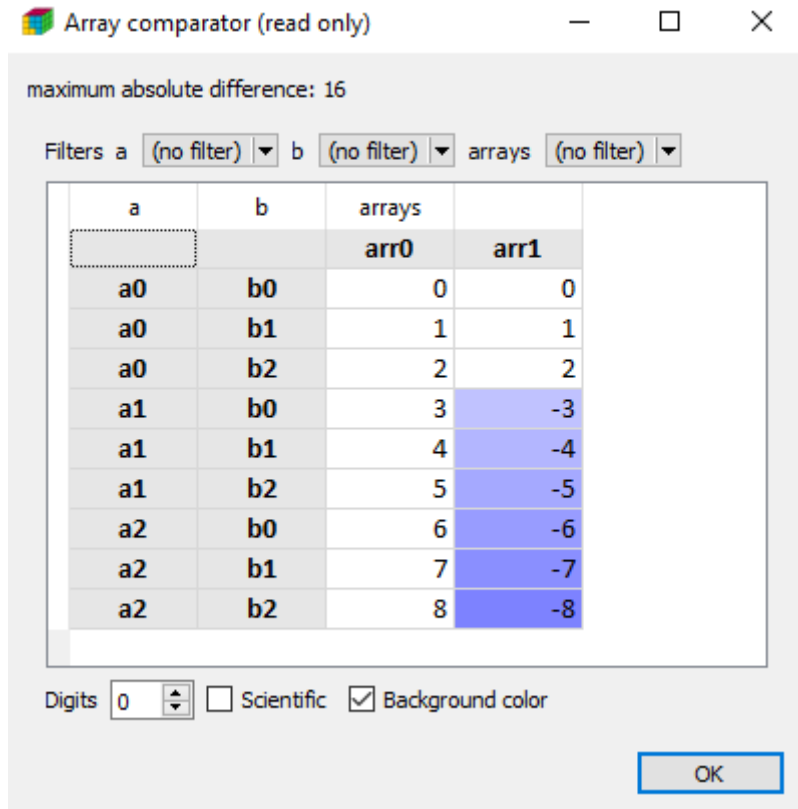 Array comparator (read only)
maximum absolute difference: 16
Filters a (no filter) b (no filter) arrays (no filter)
a b arrays
arr0 arr1
a0 b0 0 0
a0 b1 1 1
a0 b2 2 2
a1 b0 3 -3
a1 b1 4 -4
a1 b2 5 -5
a2 b0 6 -6
a2 b1 7 -7
a2 b2 8 -8
Digits 0 Scientific Background color
OK